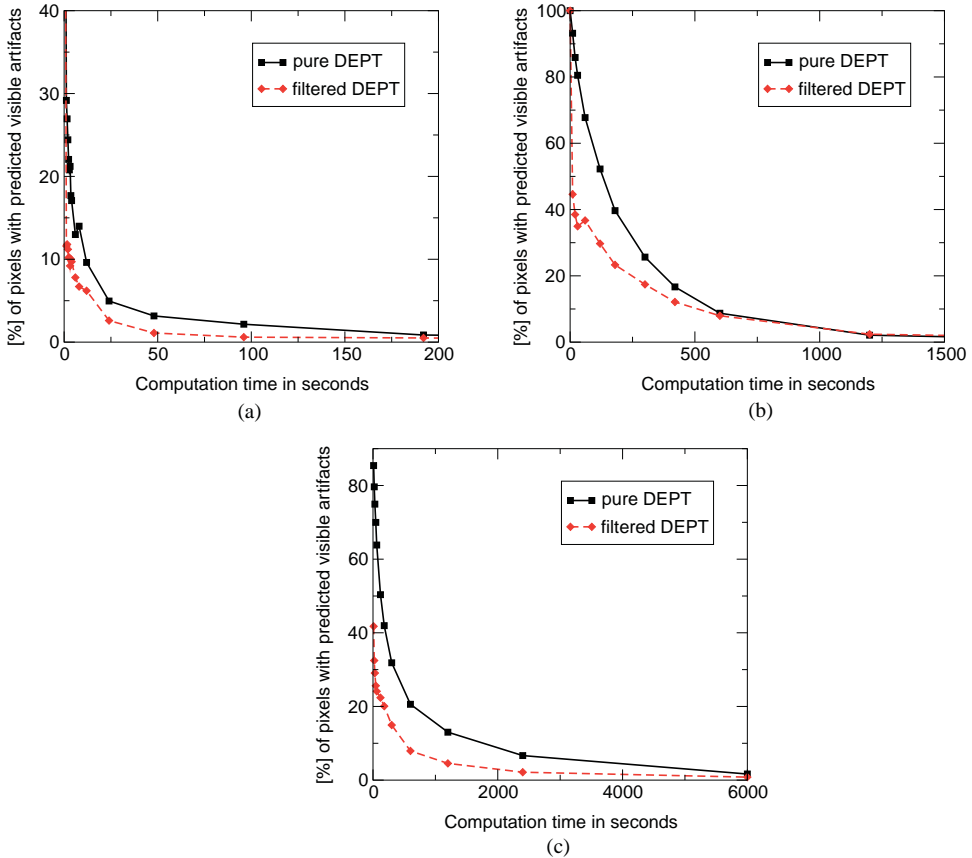 [%] of pixels with predicted visible artifacts
40
30
20
10
0
0 50 100 150 200
Computation time in seconds
pure DEPT
filtered DEPT
(a)
[%] of pixels with predicted visible artifacts
100
80
60
40
20
0
0 500 1000 1500
Computation time in seconds
pure DEPT
filtered DEPT
(b)
[%] of pixels with predicted visible artifacts
80
60
40
20
0
0 2000 4000 6000
Computation time in seconds
pure DEPT
filtered DEPT
(c)